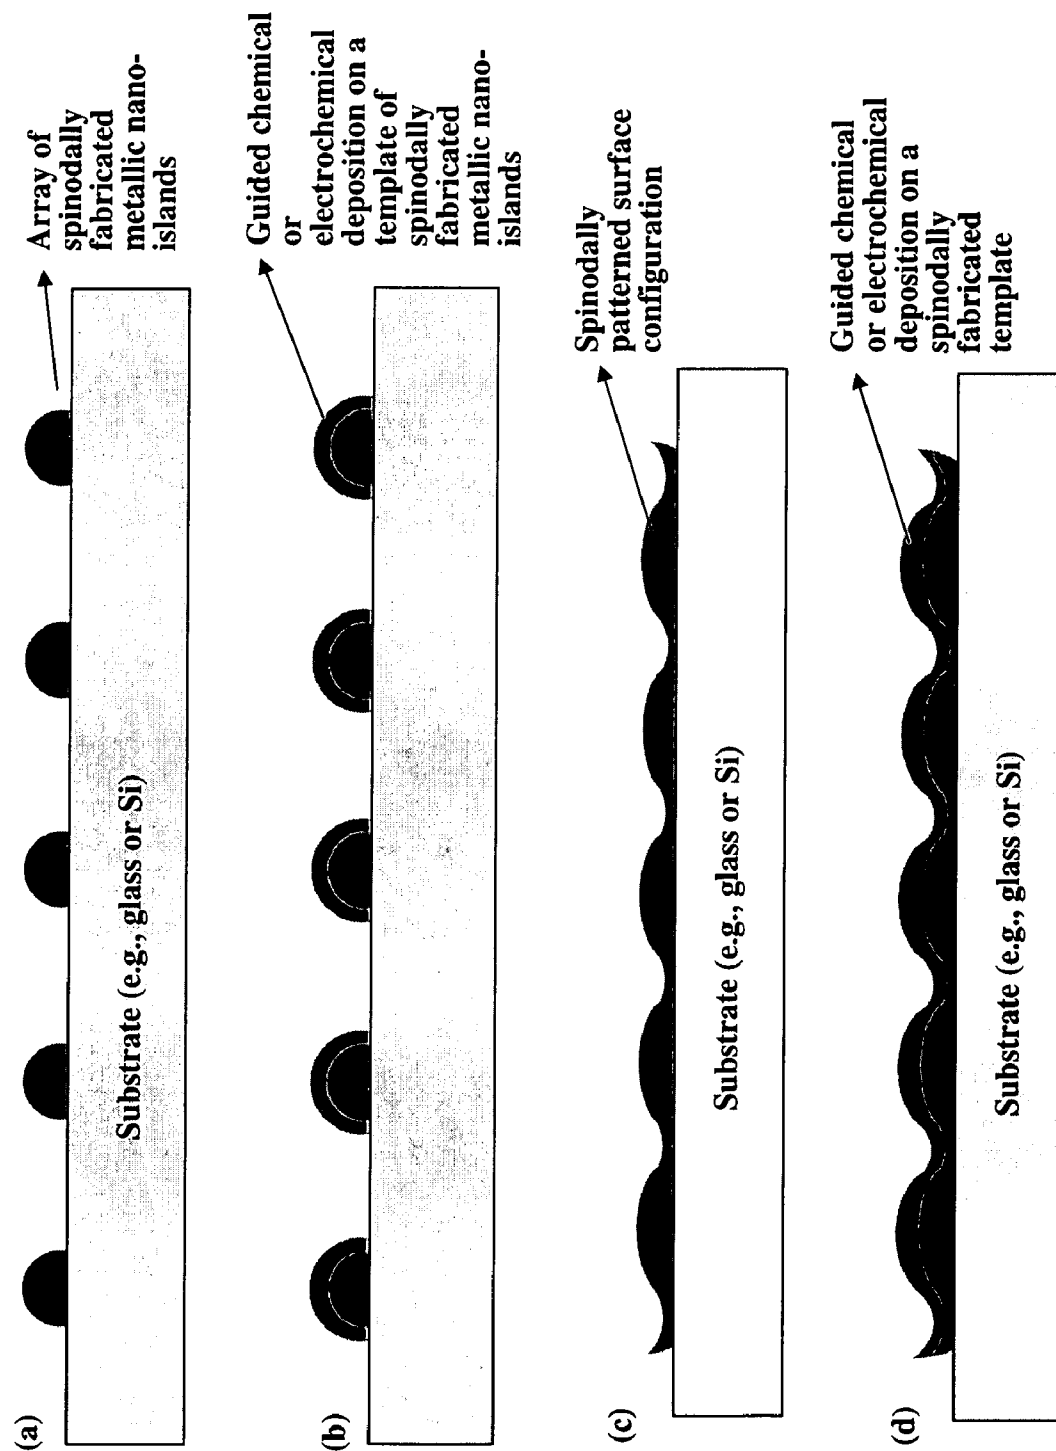 (a)
Array of
spinodally
fabricated
metallic nano-
islands
Substrate (e.g., glass or Si)
(b)
Guided chemical
or
electrochemical
deposition on a
template of
spinodally
fabricated
metallic nano-
islands
(c)
Spinodally
patterned surface
configuration
Substrate (e.g., glass or Si)
(d)
Guided chemical
or electrochemical
deposition on a
spinodally
fabricated
template
Substrate (e.g., glass or Si)